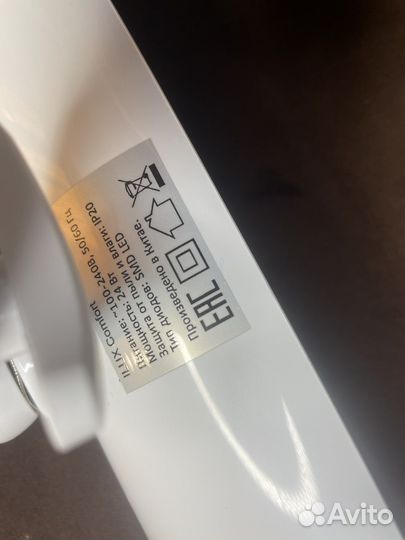 ILUX Comfort
Питание: ~100-240В, 50/60 Гц
Мощность: 24 Вт
Защита от пыли и влаги: IP20
Тип диодов: SMD LED
Произведено в Китае.
EAC
Avito